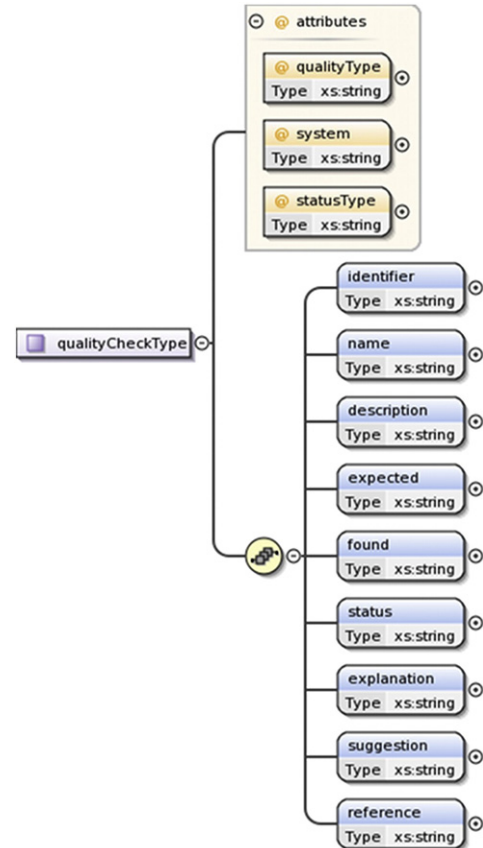 @ attributes
@ qualityType
Type xs:string
@ system
Type xs:string
@ statusType
Type xs:string
qualityCheckType
identifier
Type xs:string
name
Type xs:string
description
Type xs:string
expected
Type xs:string
found
Type xs:string
status
Type xs:string
explanation
Type xs:string
suggestion
Type xs:string
reference
Type xs:string